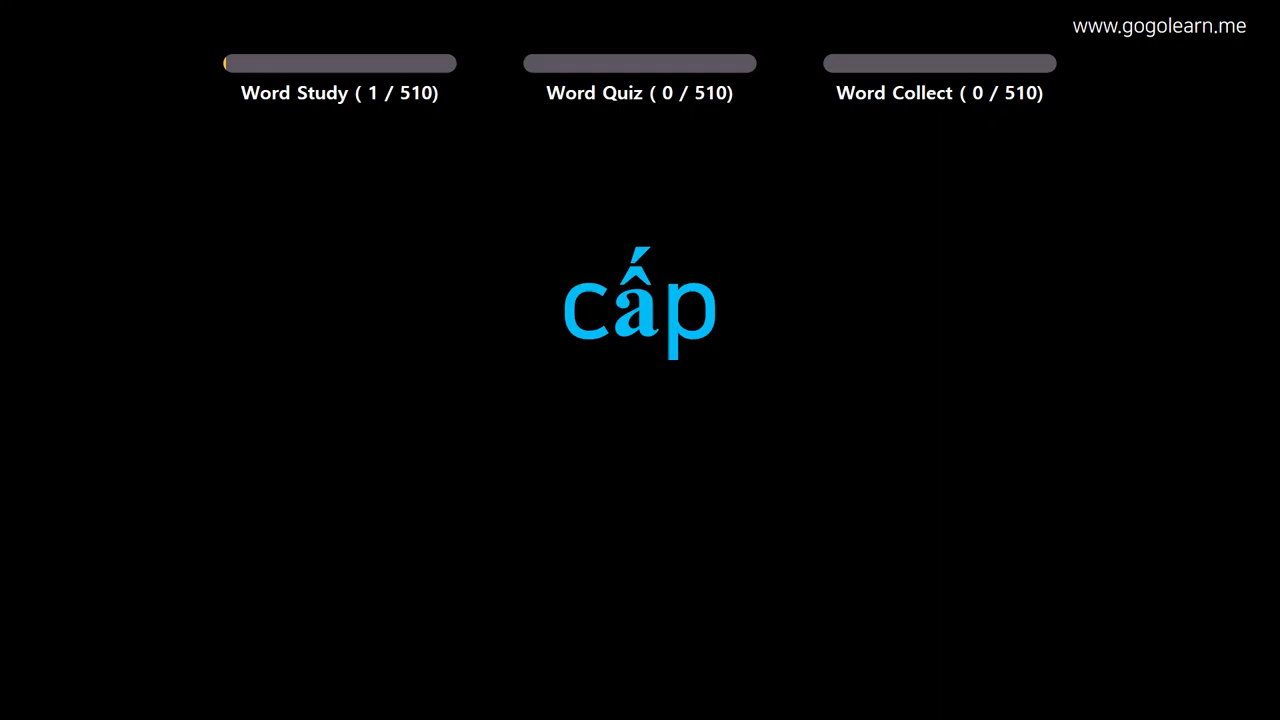 www.gogolearn.me
Word Study ( 1 / 510)
Word Quiz ( 0 / 510)
Word Collect ( 0 / 510)
cấp